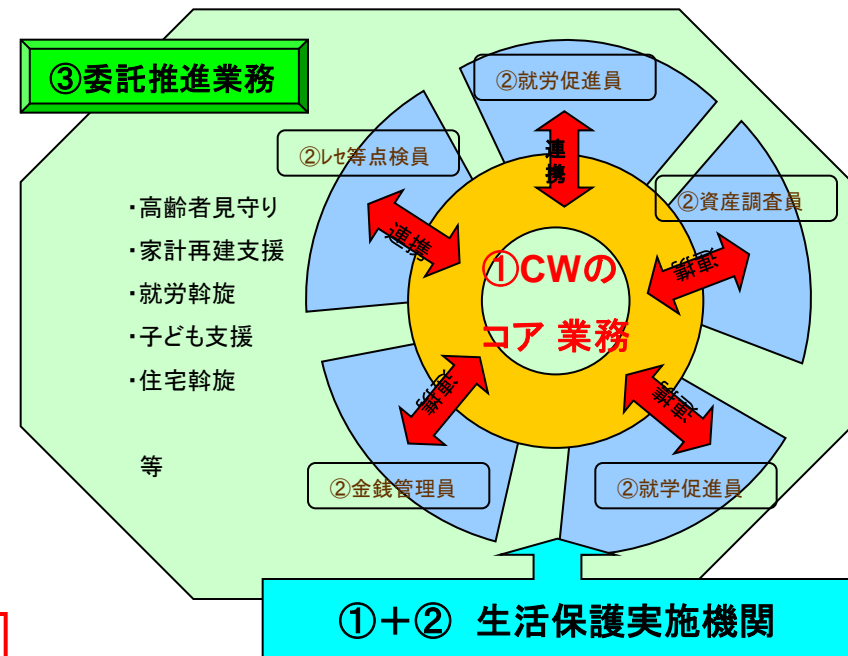 ③委託推進業務
②就労促進員
②レセ等点検員
②資産調査員
連携
連携
連携
・高齢者見守り
・家計再建支援
・就労斡旋
・子ども支援
・住宅斡旋
等
①CWの
コア 業務
連携
連携
②金銭管理員
②就学促進員
①＋② 生活保護実施機関